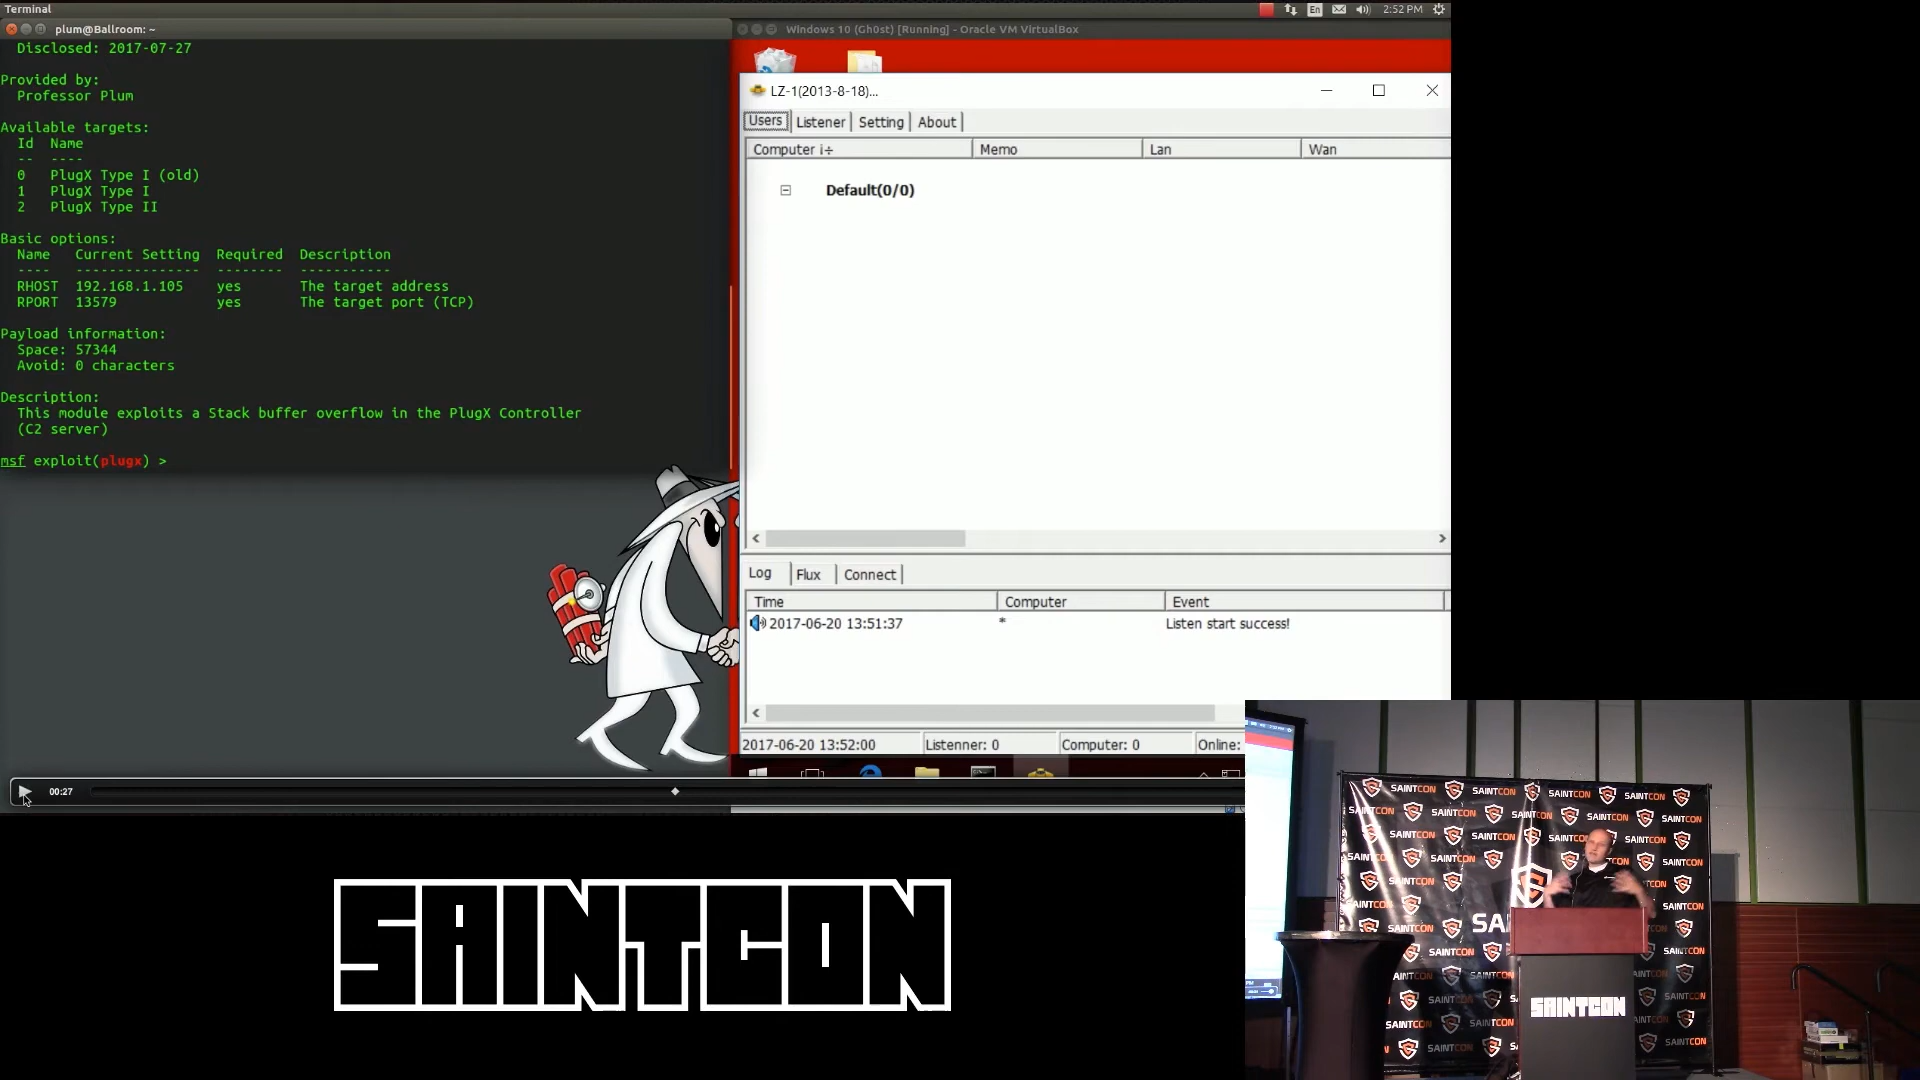 Terminal
En
2:52 PM
plum@Ballroom: ~
Disclosed: 2017-07-27
Provided by:
Professor Plum
Available targets:
Id Name
-- ----
0 PlugX Type I (old)
1 PlugX Type I
2 PlugX Type II
Basic options:
Name Current Setting Required Description
---- --------------- -------- -----------
RHOST 192.168.1.105 yes The target address
RPORT 13579 yes The target port (TCP)
Payload information:
Space: 57344
Avoid: 0 characters
Description:
This module exploits a Stack buffer overflow in the PlugX Controller
(C2 server)
msf exploit(plugx) >
Windows 10 (Gh0st) [Running] - Oracle VM VirtualBox
LZ-1(2013-8-18)...
Users Listener Setting About
Computer i÷ Memo Lan Wan
Default(0/0)
Log Flux Connect
Time Computer Event
2017-06-20 13:51:37 * Listen start success!
2017-06-20 13:52:00 Listenner: 0 Computer: 0 Online:
00:27
SAINTCON
SAINTCON SAINTCON SAINTCON SAINTCON
SAINTCON